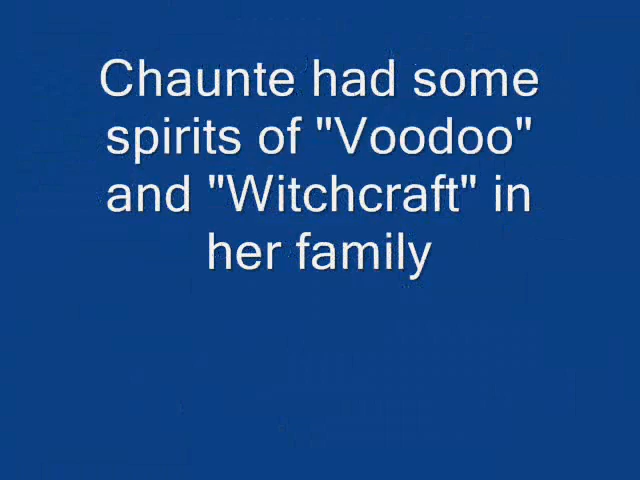 Chaunte had some
spirits of "Voodoo"
and "Witchcraft" in
her family